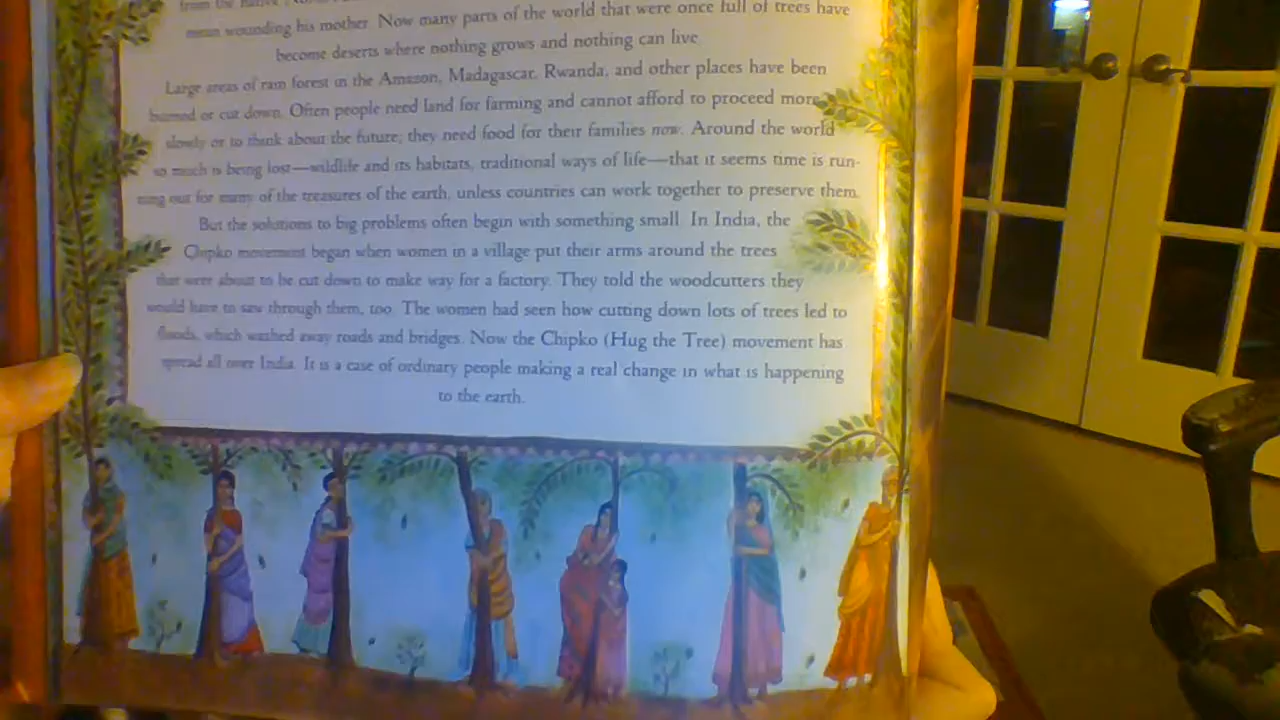 from the native
mean wounding his mother. Now many parts of the world that were once full of trees have
become deserts where nothing grows and nothing can live.
Large areas of rain forest in the Amazon, Madagascar, Rwanda, and other places have been
burned or cut down. Often people need land for farming and cannot afford to proceed more
slowly or to think about the future; they need food for their families now. Around the world
so much is being lost—wildlife and its habitats, traditional ways of life—that it seems time is run-
ning out for many of the treasures of the earth, unless countries can work together to preserve them.
But the solutions to big problems often begin with something small. In India, the
Chipko movement began when women in a village put their arms around the trees
that were about to be cut down to make way for a factory. They told the woodcutters they
would have to saw through them, too. The women had seen how cutting down lots of trees led to
floods, which washed away roads and bridges. Now the Chipko (Hug the Tree) movement has
spread all over India. It is a case of ordinary people making a real change in what is happening
to the earth.